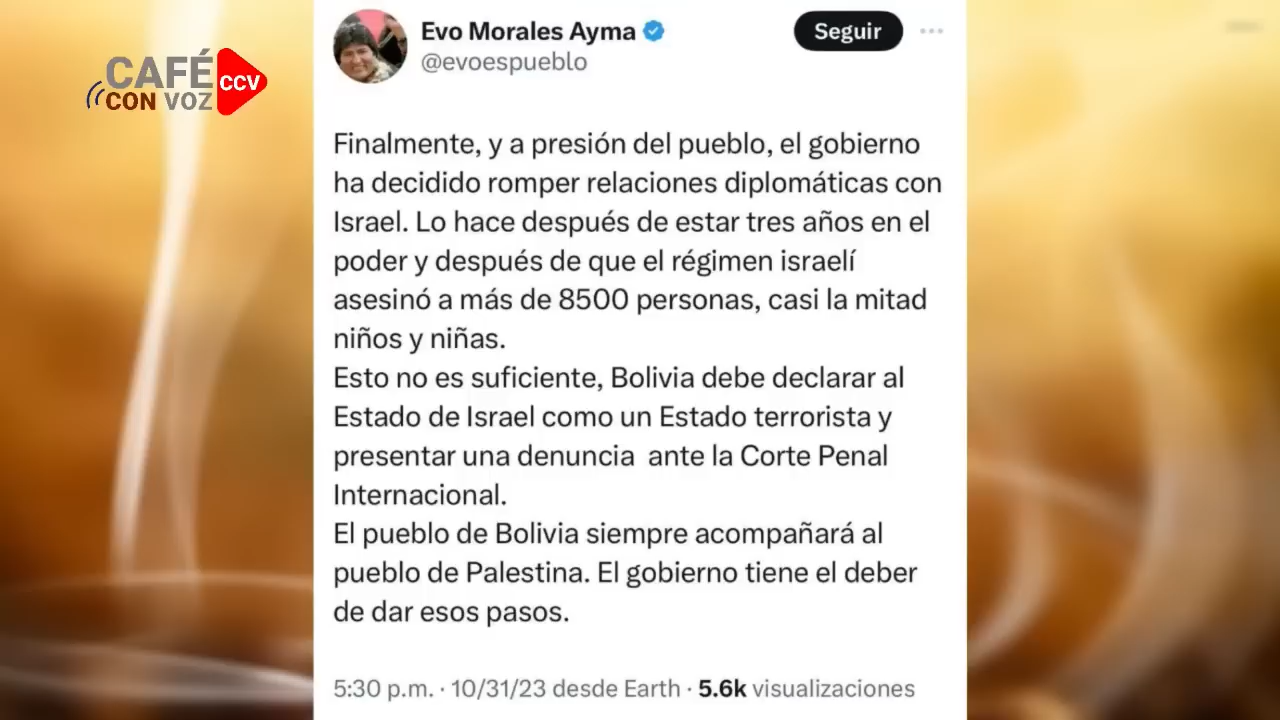 CAFÉ
CON VOZ
CCV
Evo Morales Ayma
@evoespueblo
Seguir
Finalmente, y a presión del pueblo, el gobierno
ha decidido romper relaciones diplomáticas con
Israel. Lo hace después de estar tres años en el
poder y después de que el régimen israelí
asesinó a más de 8500 personas, casi la mitad
niños y niñas.
Esto no es suficiente, Bolivia debe declarar al
Estado de Israel como un Estado terrorista y
presentar una denuncia  ante la Corte Penal
Internacional.
El pueblo de Bolivia siempre acompañará al
pueblo de Palestina. El gobierno tiene el deber
de dar esos pasos.
5:30 p.m. · 10/31/23 desde Earth · 5.6k visualizaciones